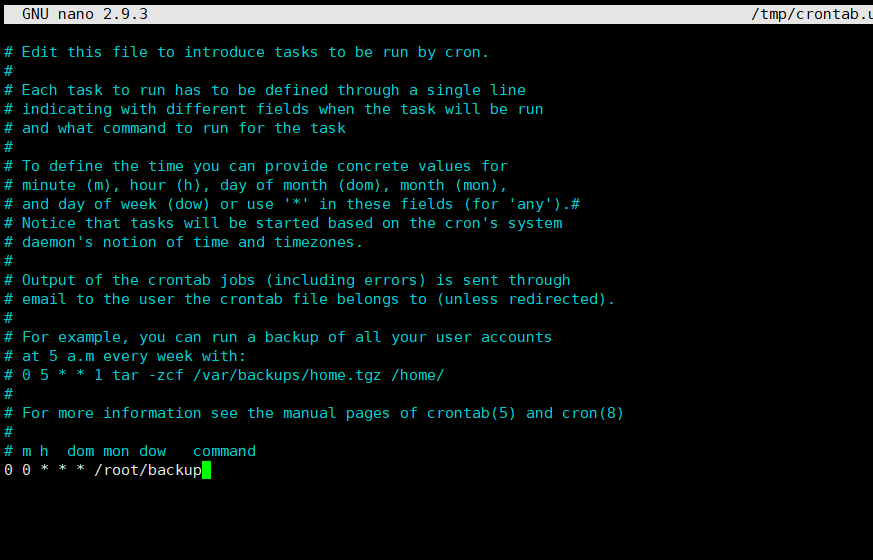 GNU nano 2.9.3 /tmp/crontab.u
# Edit this file to introduce tasks to be run by cron.
#
# Each task to run has to be defined through a single line
# indicating with different fields when the task will be run
# and what command to run for the task
#
# To define the time you can provide concrete values for
# minute (m), hour (h), day of month (dom), month (mon),
# and day of week (dow) or use '*' in these fields (for 'any').#
# Notice that tasks will be started based on the cron's system
# daemon's notion of time and timezones.
#
# Output of the crontab jobs (including errors) is sent through
# email to the user the crontab file belongs to (unless redirected).
#
# For example, you can run a backup of all your user accounts
# at 5 a.m every week with:
# 0 5 * * 1 tar -zcf /var/backups/home.tgz /home/
#
# For more information see the manual pages of crontab(5) and cron(8)
#
# m h  dom mon dow   command
0 0 * * * /root/backup